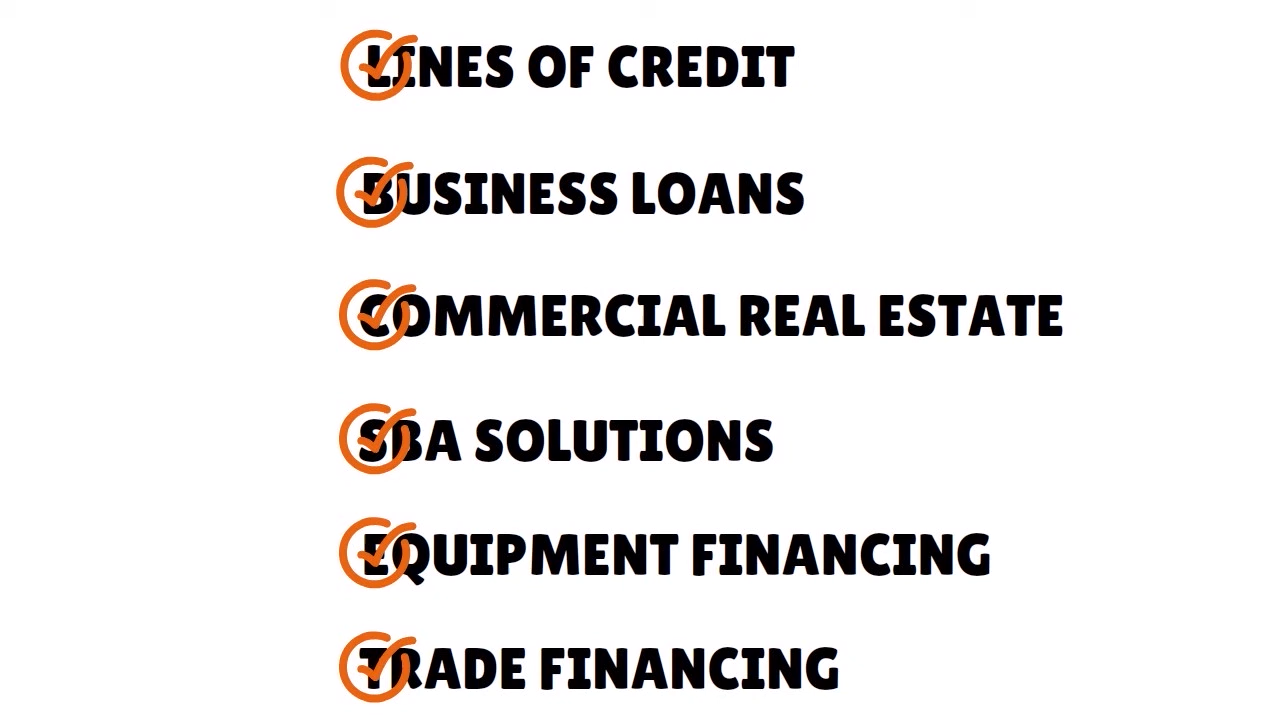 LINES OF CREDIT
BUSINESS LOANS
COMMERCIAL REAL ESTATE
SBA SOLUTIONS
EQUIPMENT FINANCING
TRADE FINANCING